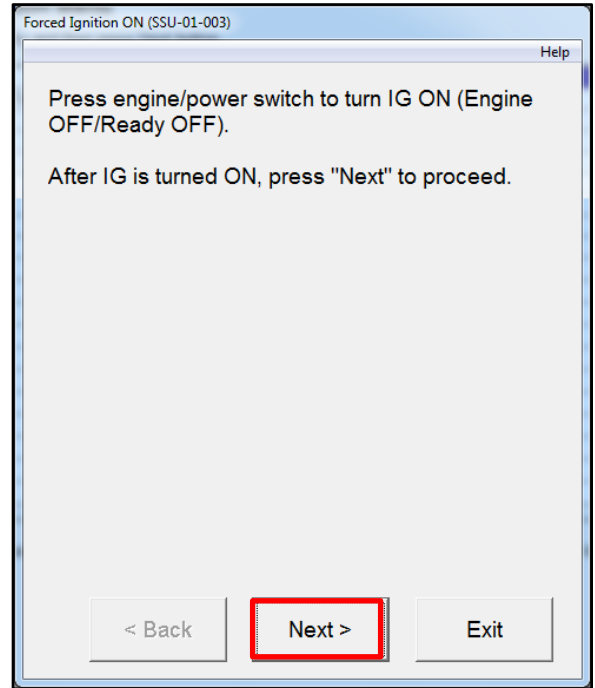 Forced Ignition ON (SSU-01-003)
Help
Press engine/power switch to turn IG ON (Engine
OFF/Ready OFF).
After IG is turned ON, press "Next" to proceed.
< Back
Next >
Exit